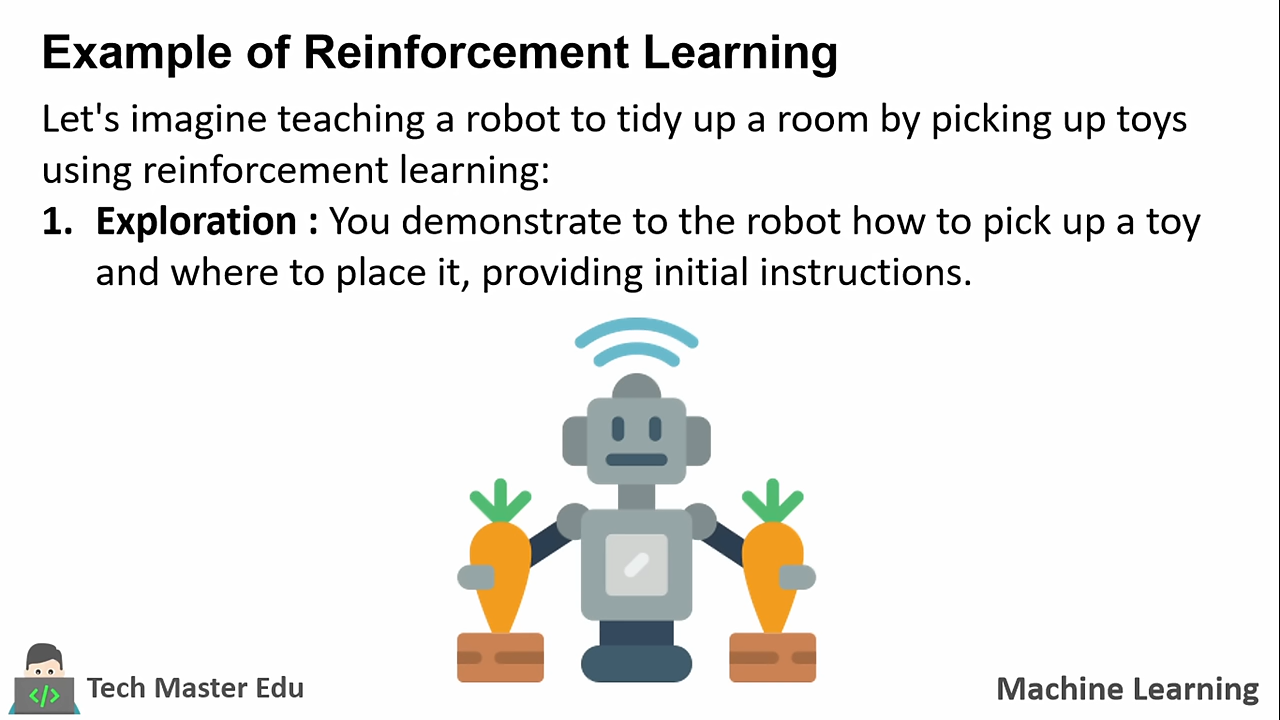 Example of Reinforcement Learning
Let's imagine teaching a robot to tidy up a room by picking up toys
using reinforcement learning:
1. Exploration : You demonstrate to the robot how to pick up a toy
and where to place it, providing initial instructions.
</>
Tech Master Edu
Machine Learning